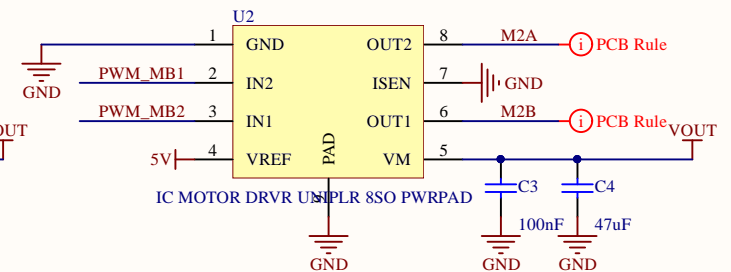 U2
1 GND OUT2 8 M2A i PCB Rule
GND
PWM_MB1 2 IN2 ISEN 7 GND
PWM_MB2 3 IN1 OUT1 6 M2B i PCB Rule
OUT
VOUT
5V 4 VREF PAD VM 5
IC MOTOR DRVR UNIPLR 8SO PWRPAD
9
C3 C4
100nF 47uF
GND GND GND